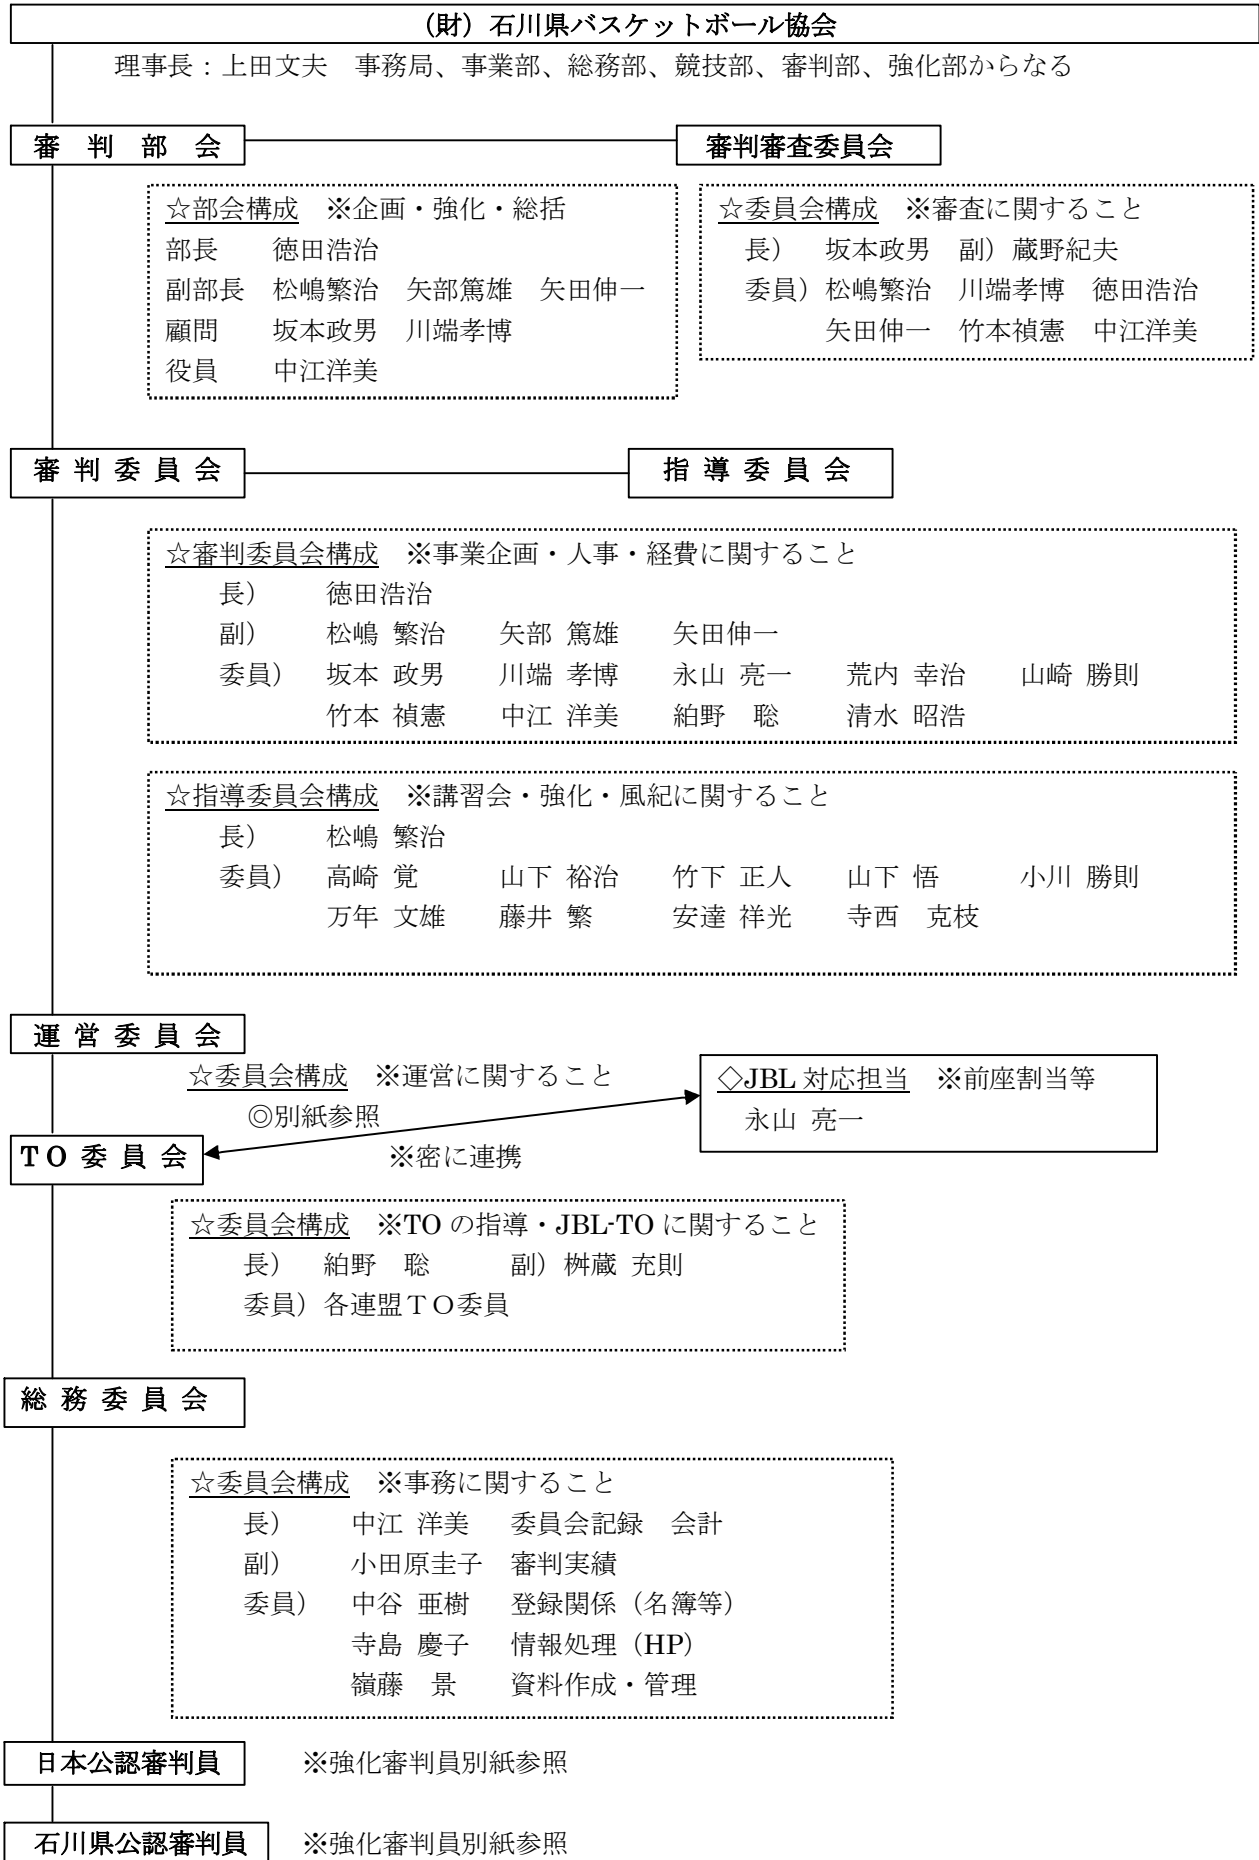 （財）石川県バスケットボール協会
理事長：上田文夫　事務局、事業部、総務部、競技部、審判部、強化部からなる
審　判　部　会
審判審査委員会
☆部会構成　※企画・強化・総括
部長　　徳田浩治
副部長　松嶋繁治　矢部篤雄　矢田伸一
顧問　　坂本政男　川端孝博
役員　　中江洋美
☆委員会構成　※審査に関すること
長）　　坂本政男　副）蔵野紀夫
委員）松嶋繁治　川端孝博　徳田浩治
矢田伸一　竹本禎憲　中江洋美
審 判 委 員 会
指 導 委 員 会
☆審判委員会構成　※事業企画・人事・経費に関すること
長）　　徳田浩治
副）　　松嶋 繁治　　矢部 篤雄　　矢田伸一
委員）　坂本 政男　　川端 孝博　　永山 亮一　　荒内 幸治　　山崎 勝則
竹本 禎憲　　中江 洋美　　絈野　聡　　清水 昭浩
☆指導委員会構成　※講習会・強化・風紀に関すること
長）　　松嶋 繁治
委員）　高崎 覚　　山下 裕治　　竹下 正人　　山下 悟　　小川 勝則
万年 文雄　　藤井 繁　　安達 祥光　　寺西　克枝
運 営 委 員 会
☆委員会構成　※運営に関すること
◎別紙参照
◇JBL 対応担当　※前座割当等
永山 亮一
TO 委 員 会
※密に連携
☆委員会構成　※TO の指導・JBL-TO に関すること
長）　絈野　聡　　　副）桝蔵 充則
委員）各連盟ＴＯ委員
総 務 委 員 会
☆委員会構成　※事務に関すること
長）　　中江 洋美　委員会記録　会計
副）　　小田原圭子　審判実績
委員）　中谷 亜樹　登録関係（名簿等）
寺島 慶子　情報処理（HP）
嶺藤　景　　資料作成・管理
日本公認審判員　　※強化審判員別紙参照
石川県公認審判員　※強化審判員別紙参照